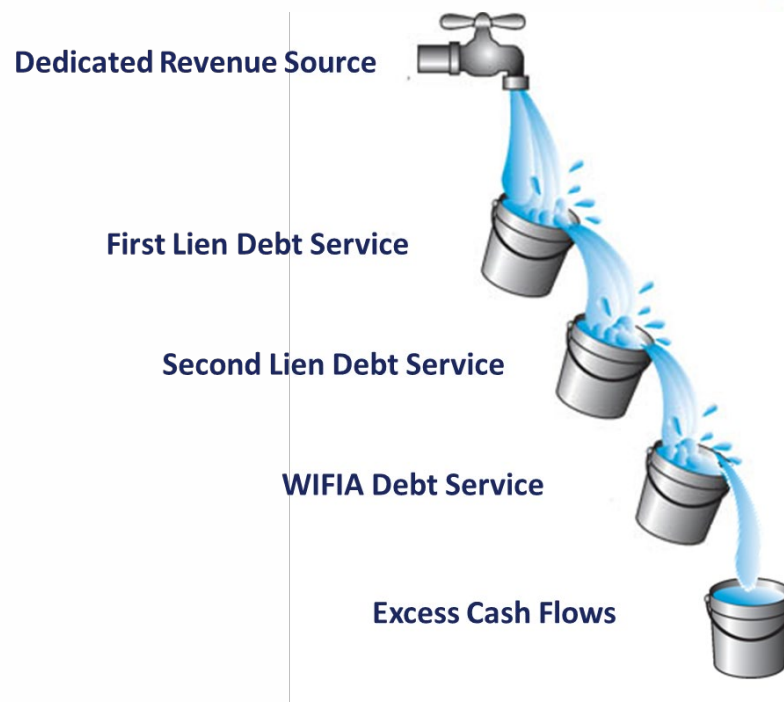 Dedicated Revenue Source
First Lien Debt Service
Second Lien Debt Service
WIFIA Debt Service
Excess Cash Flows